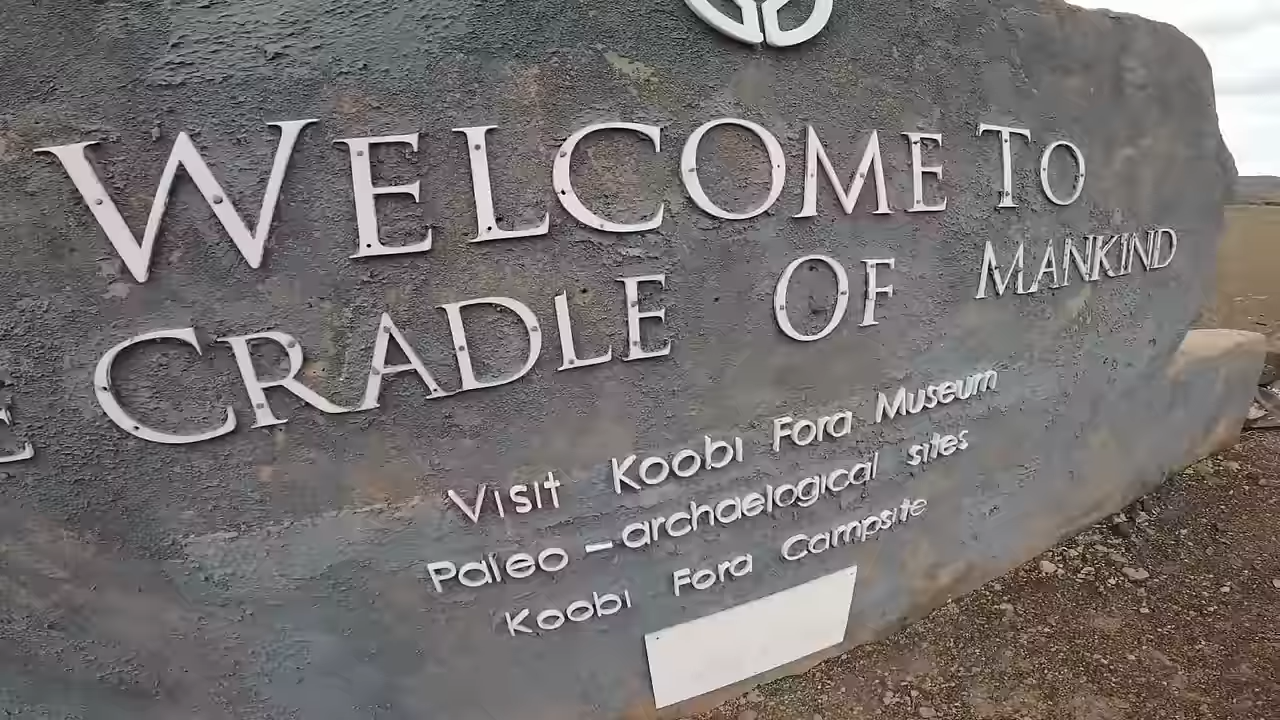 WELCOME TO
CRADLE OF MANKIND
Visit Koobi Fora Museum
Paleo – archaelogical sites
Koobi Fora Campsite